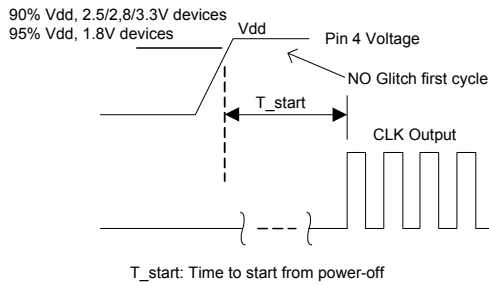 90% Vdd, 2.5/2,8/3.3V devices
95% Vdd, 1.8V devices
Vdd
Pin 4 Voltage
NO Glitch first cycle
T_start
CLK Output
T_start: Time to start from power-off